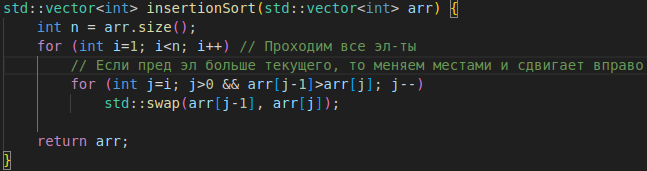 std::vector<int> insertionSort(std::vector<int> arr) {
    int n = arr.size();
    for (int i=1; i<n; i++) // Проходим все эл-ты
        // Если пред эл больше текущего, то меняем местами и сдвигает вправо
        for (int j=i; j>0 && arr[j-1]>arr[j]; j--)
            std::swap(arr[j-1], arr[j]);
    return arr;
}